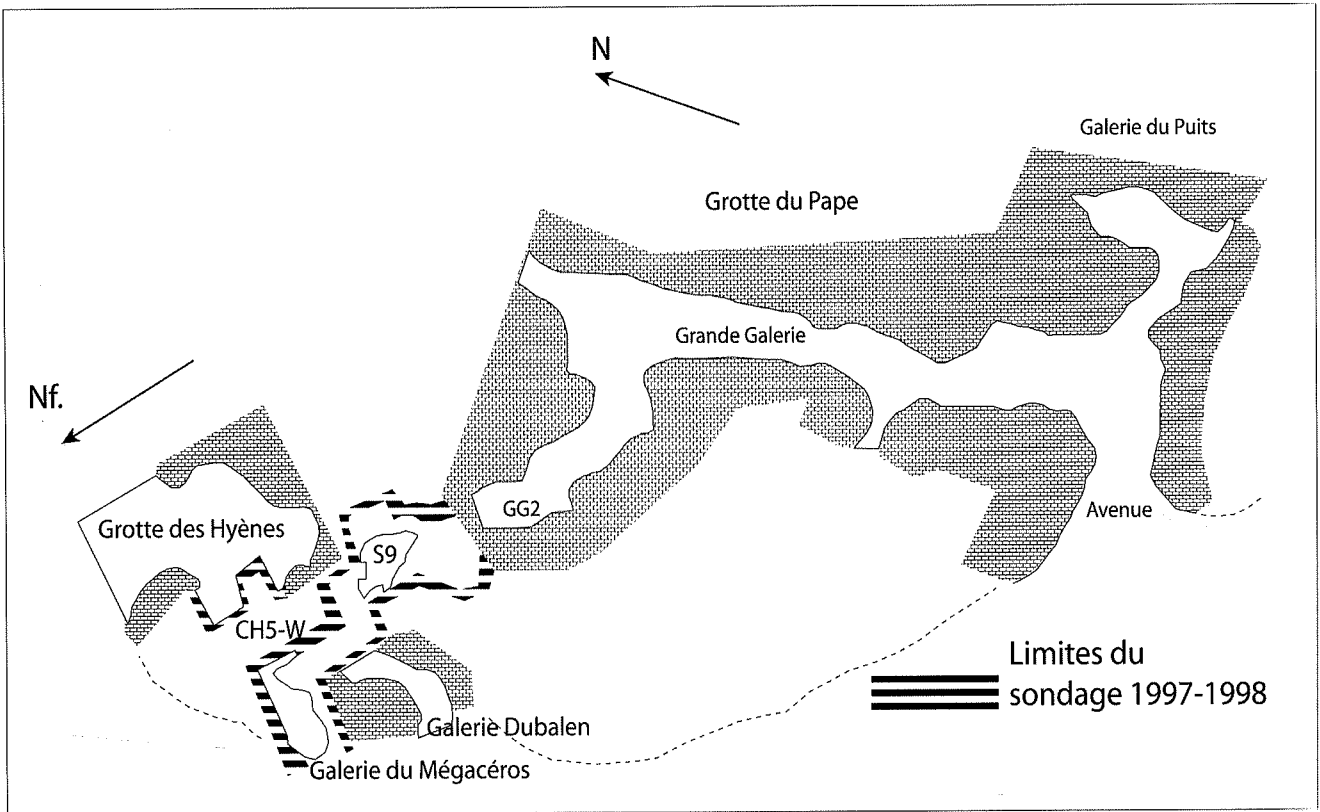 N
Galerie du Puits
Grotte du Pape
Grande Galerie
Nf.
Grotte des Hyènes
GG2
Avenue
S9
CH5-W
Limites du
sondage 1997-1998
Galerie Dubalen
Galerie du Mégacéros